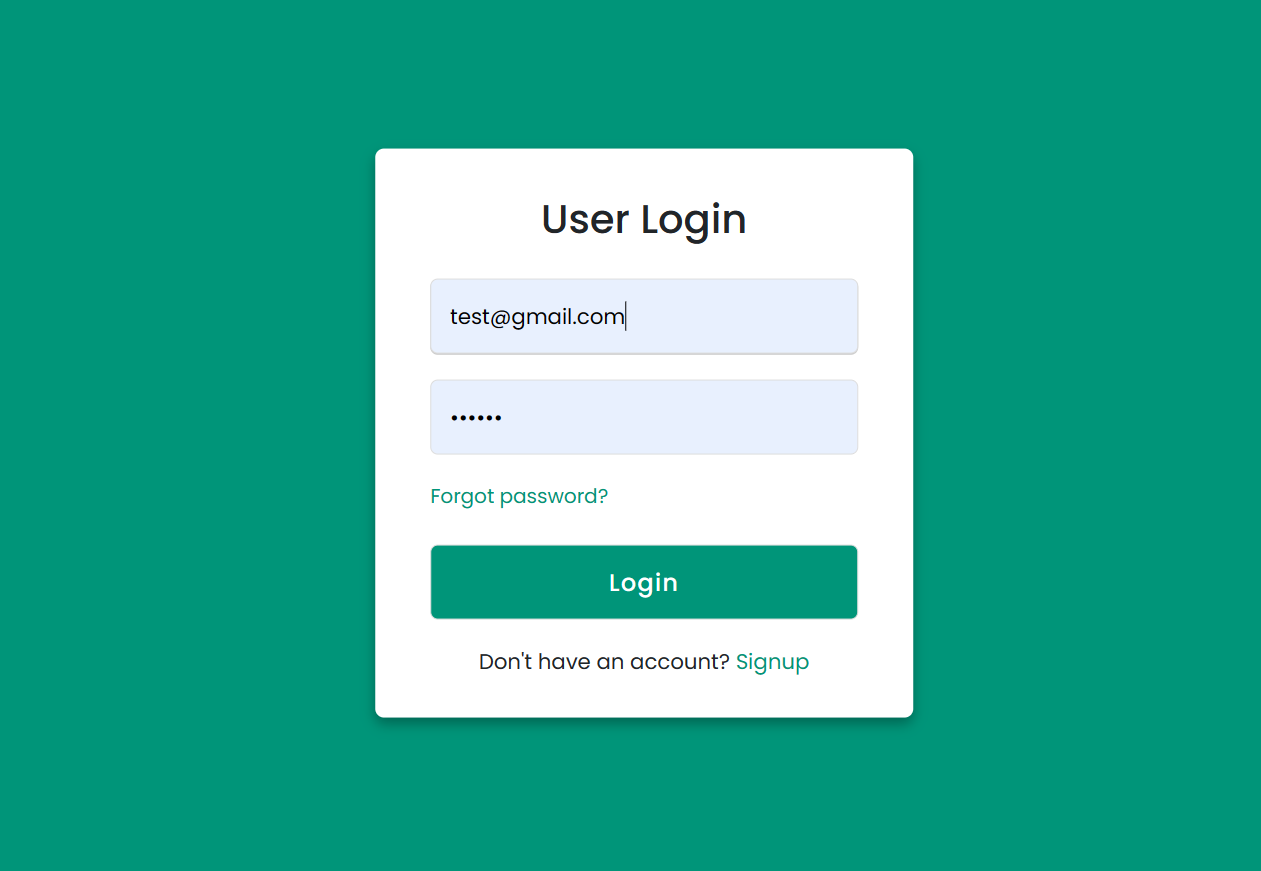 User Login
test@gmail.com
••••••
Forgot password?
Login
Don't have an account? Signup